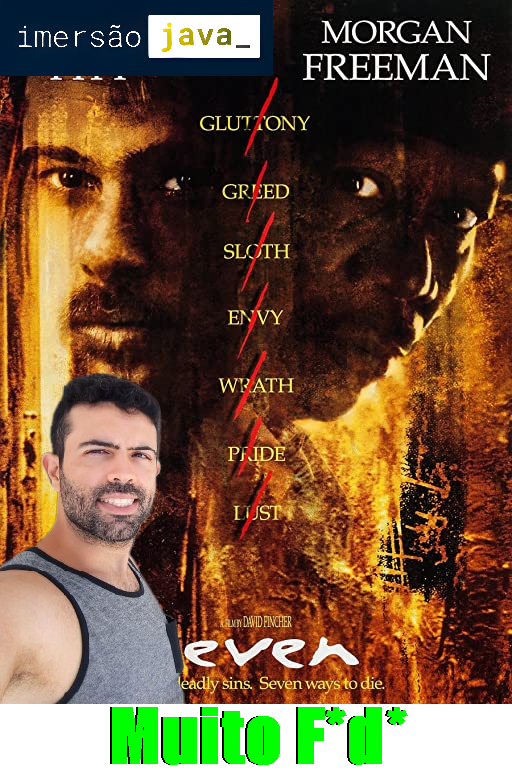 imersão java_
MORGAN
FREEMAN
GLUTTONY
GREED
SLOTH
ENVY
WRATH
PRIDE
LUST
A FILM BY DAVID FINCHER
even
eadly sins. Seven ways to die.
Muito F*d*